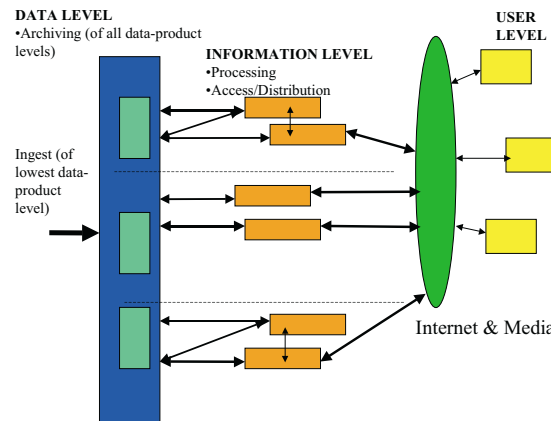 DATA LEVEL
•Archiving (of all data-product
levels)
INFORMATION LEVEL
•Processing
•Access/Distribution
USER
LEVEL
Ingest (of
lowest data-
product
level)
Internet & Media